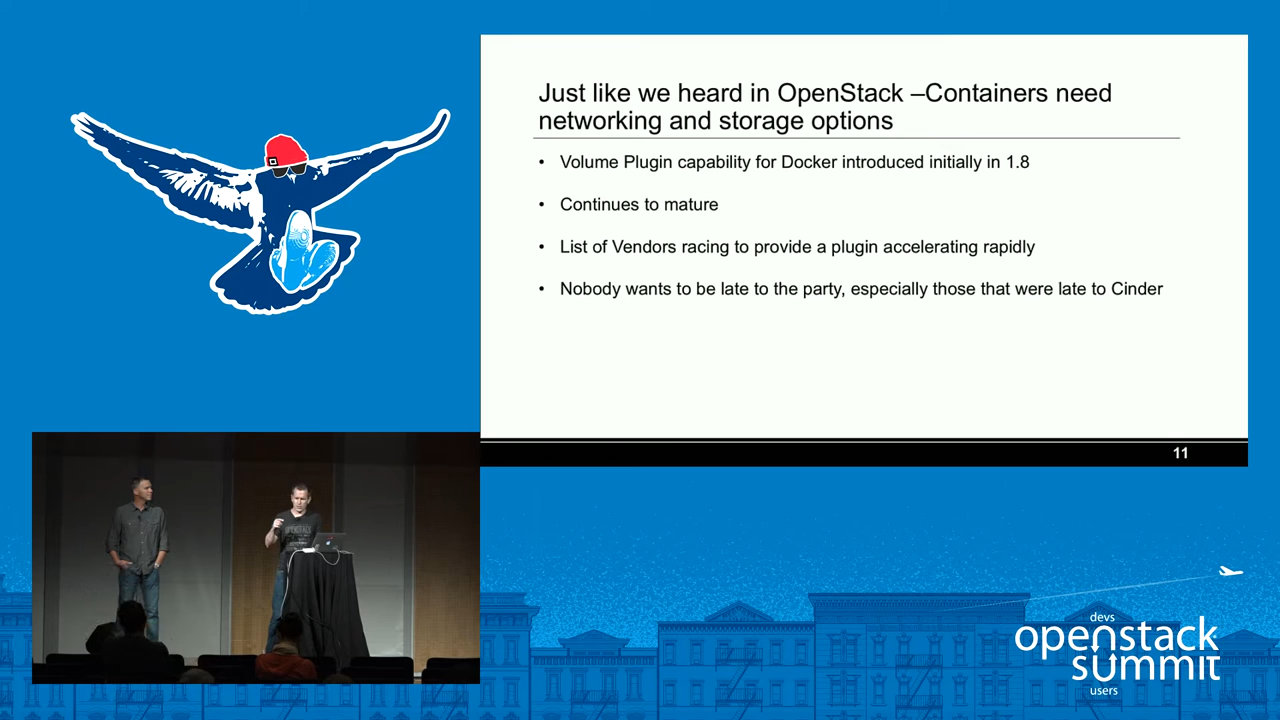 Just like we heard in OpenStack –Containers need
networking and storage options
• Volume Plugin capability for Docker introduced initially in 1.8
• Continues to mature
• List of Vendors racing to provide a plugin accelerating rapidly
• Nobody wants to be late to the party, especially those that were late to Cinder
11
devs
openstack
summit
users